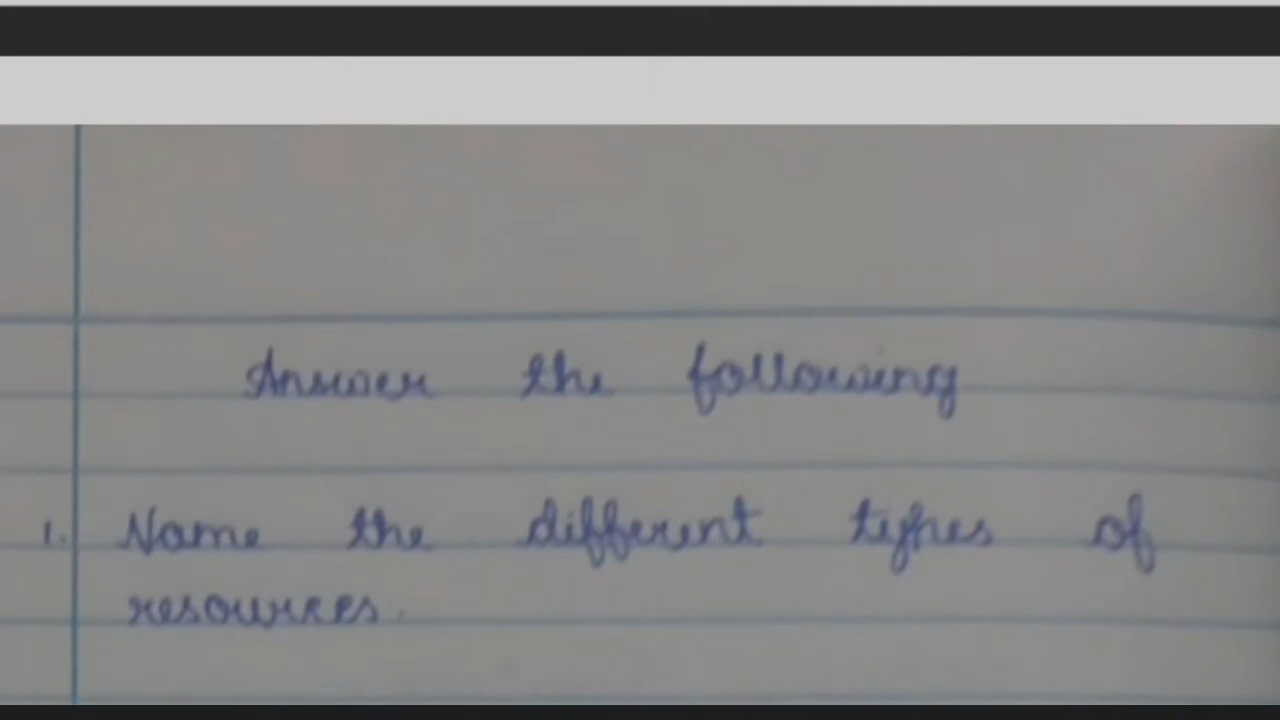 Answer the following
1. Name the different types of
resources.